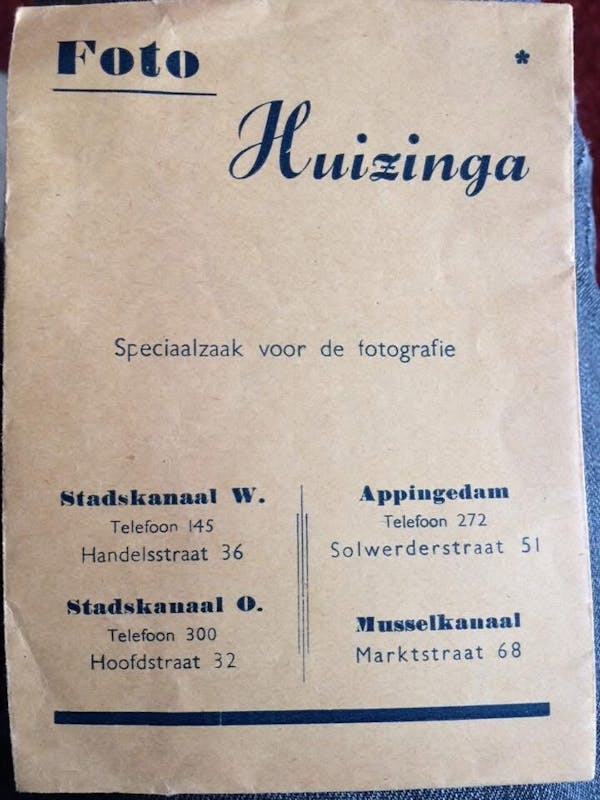 Foto *
Huizinga
Speciaalzaak voor de fotografie
Stadskanaal W.
Telefoon 145
Handelsstraat 36
Stadskanaal O.
Telefoon 300
Hoofdstraat 32
Appingedam
Telefoon 272
Solwerderstraat 51
Musselkanaal
Marktstraat 68